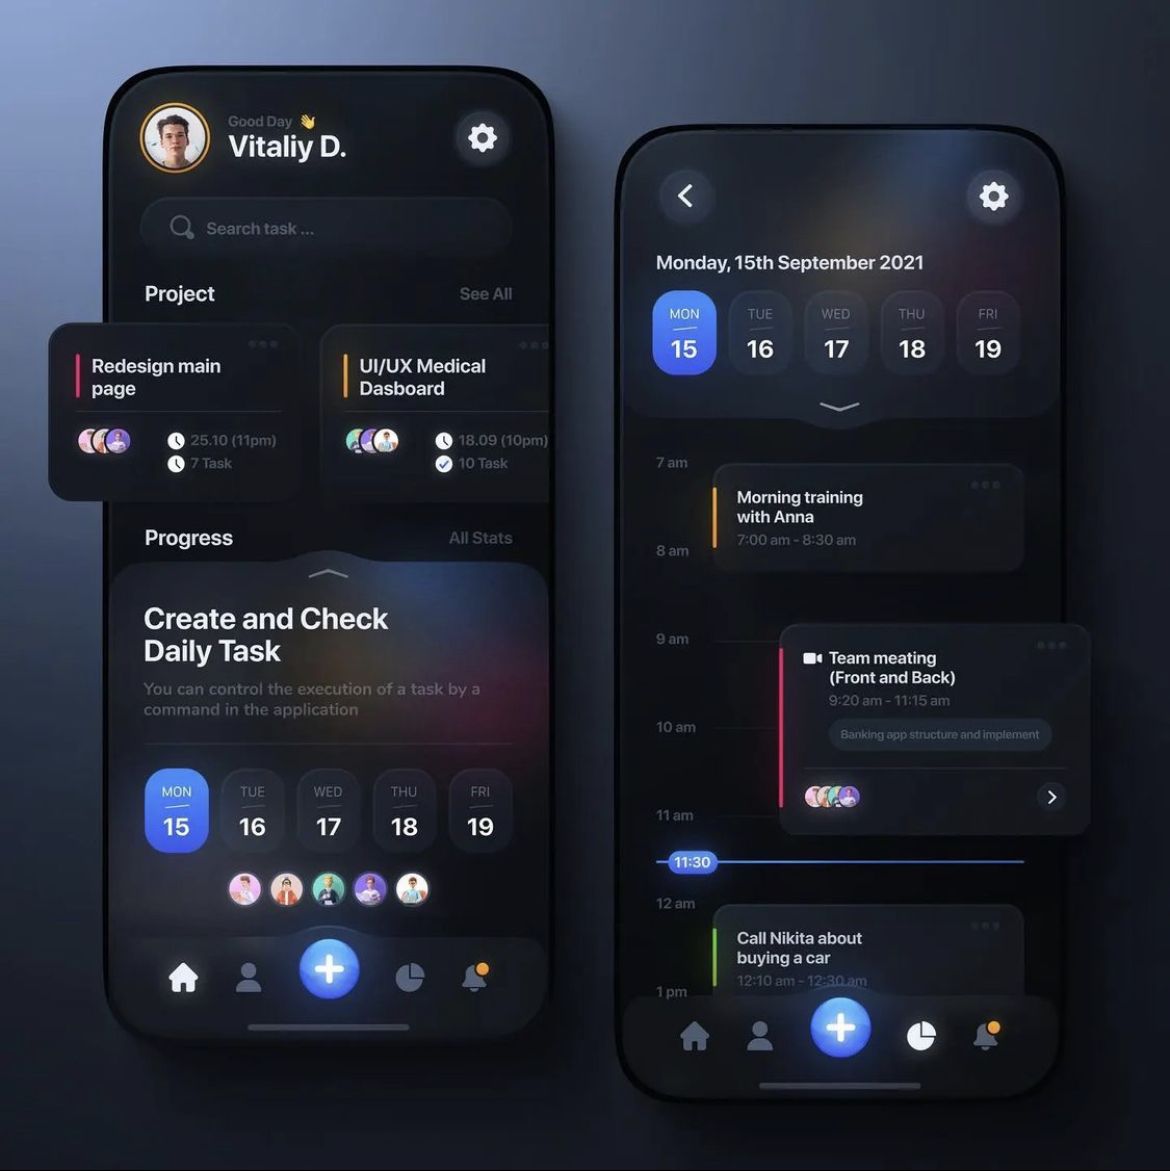 Good Day 👋
Vitaliy D.
Search task ...
Project
See All
Redesign main
page
25.10 (11pm)
7 Task
UI/UX Medical
Dasboard
18.09 (10pm)
10 Task
Progress
All Stats
Create and Check
Daily Task
You can control the execution of a task by a
command in the application
MON
15
TUE
16
WED
17
THU
18
FRI
19
Monday, 15th September 2021
MON
15
TUE
16
WED
17
THU
18
FRI
19
7 am
Morning training
with Anna
7:00 am - 8:30 am
8 am
9 am
Team meating
(Front and Back)
9:20 am - 11:15 am
Banking app structure and implement
10 am
11 am
11:30
12 am
Call Nikita about
buying a car
12:10 am - 12:30 am
1 pm